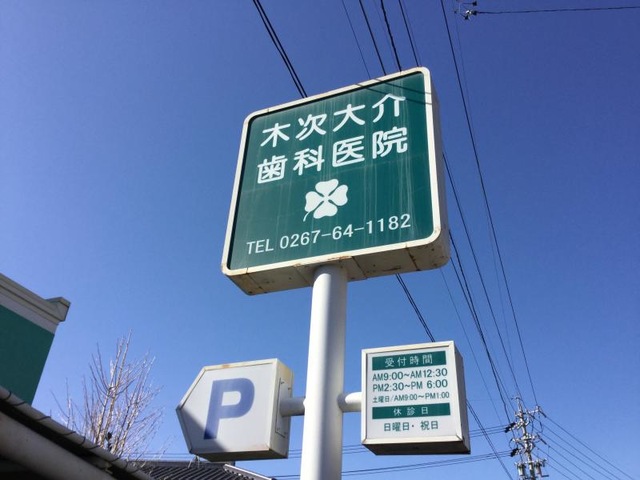 木次大介
歯科医院
TEL 0267-64-1182
P
受付時間
AM9:00~AM12:30
PM2:30~PM 6:00
土曜日/AM9:00~PM1:00
休診日
日曜日・祝日